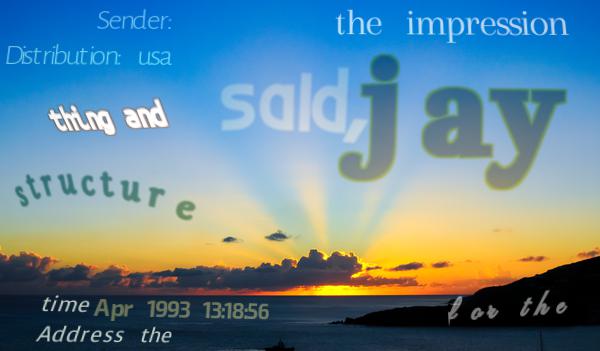 Sender:
Distribution: usa
the impression
thing and
said,
jay
structure
time
Apr 1993 13:18:56
Address the
for the